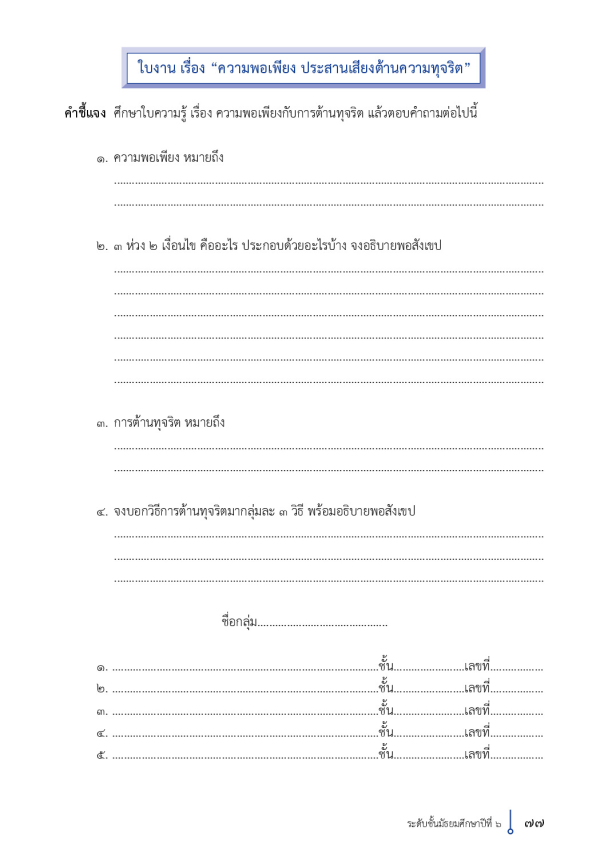 ใบงาน เรื่อง “ความพอเพียง ประสานเสียงต้านความทุจริต”
คำชี้แจง ศึกษาใบความรู้ เรื่อง ความพอเพียงกับการต้านทุจริต แล้วตอบคำถามต่อไปนี้
๑. ความพอเพียง หมายถึง
................................................................................
................................................................................
๒. ๓ ห่วง ๒ เงื่อนไข คืออะไร ประกอบด้วยอะไรบ้าง จงอธิบายพอสังเขป
................................................................................
................................................................................
................................................................................
................................................................................
................................................................................
................................................................................
๓. การต้านทุจริต หมายถึง
................................................................................
................................................................................
๔. จงบอกวิธีการต้านทุจริตมากลุ่มละ ๓ วิธี พร้อมอธิบายพอสังเขป
................................................................................
................................................................................
................................................................................
ชื่อกลุ่ม............................................
๑. ..........................................................................................ชั้น........................เลขที่..................
๒. ..........................................................................................ชั้น........................เลขที่..................
๓. ..........................................................................................ชั้น........................เลขที่..................
๔. ..........................................................................................ชั้น........................เลขที่..................
๕. ..........................................................................................ชั้น........................เลขที่..................
ระดับชั้นมัธยมศึกษาปีที่ ๖ ๗๗